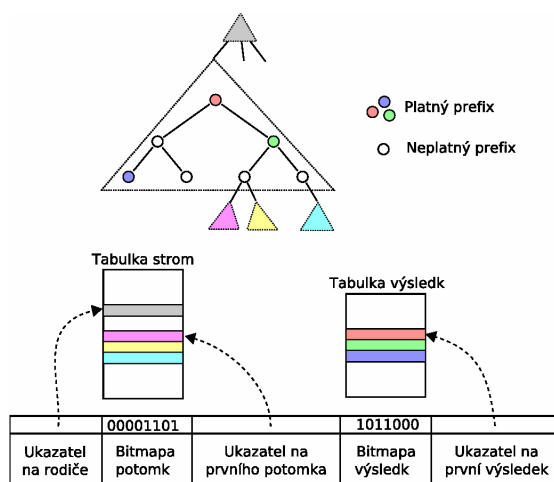 Platný prefix
Neplatný prefix
Tabulka strom
Tabulka výsledk
00001101
1011000
Ukazatel na rodiče
Bitmapa potomk
Ukazatel na prvního potomka
Bitmapa výsledk
Ukazatel na první výsledek